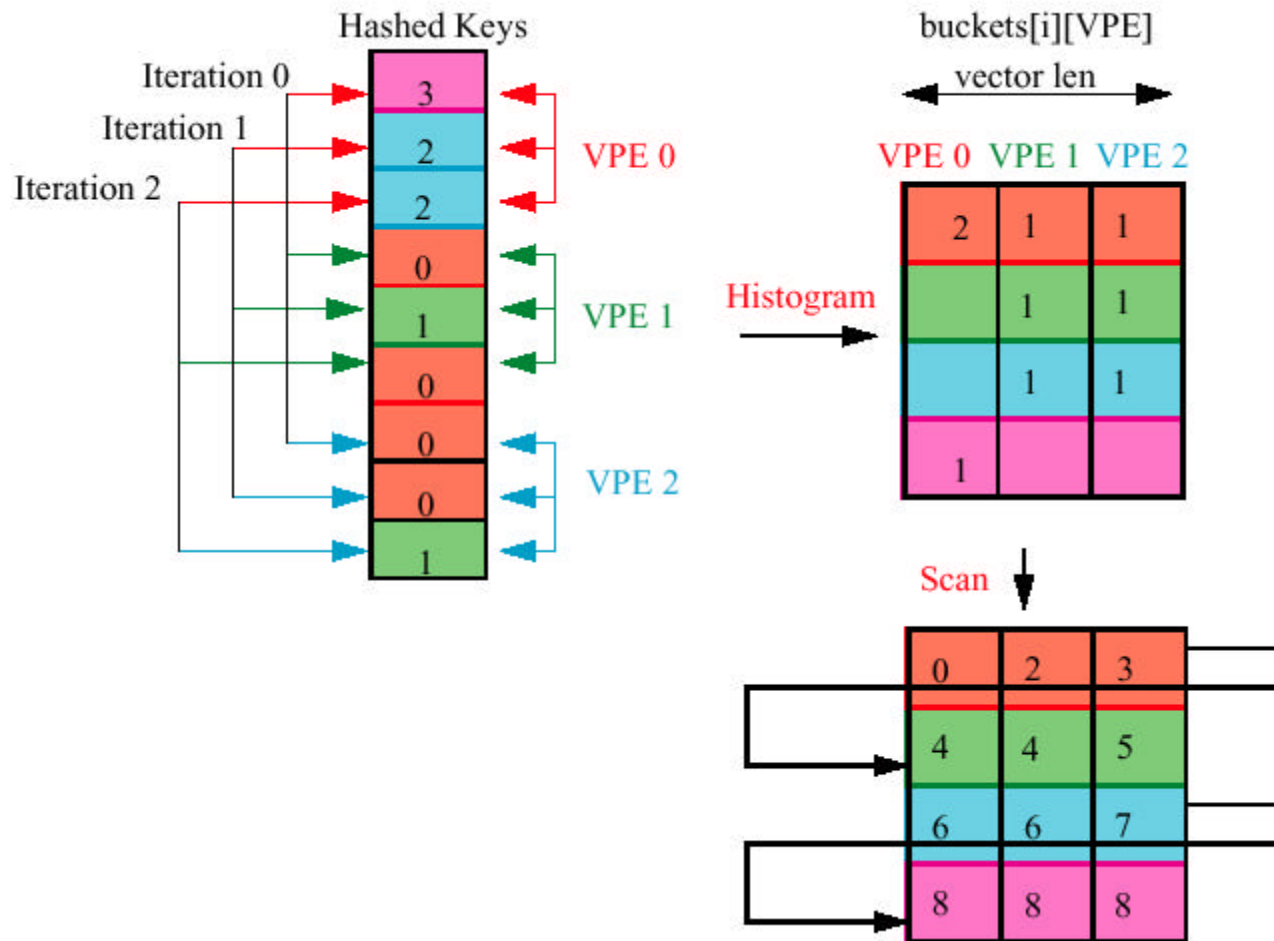 Hashed Keys
Iteration 0
Iteration 1
Iteration 2
3
2
2
0
1
0
0
0
1
VPE 0
VPE 1
VPE 2
buckets[i][VPE]
vector len
VPE 0 VPE 1 VPE 2
Histogram
2 1 1
1 1
1 1
1
Scan
0 2 3
4 4 5
6 6 7
8 8 8